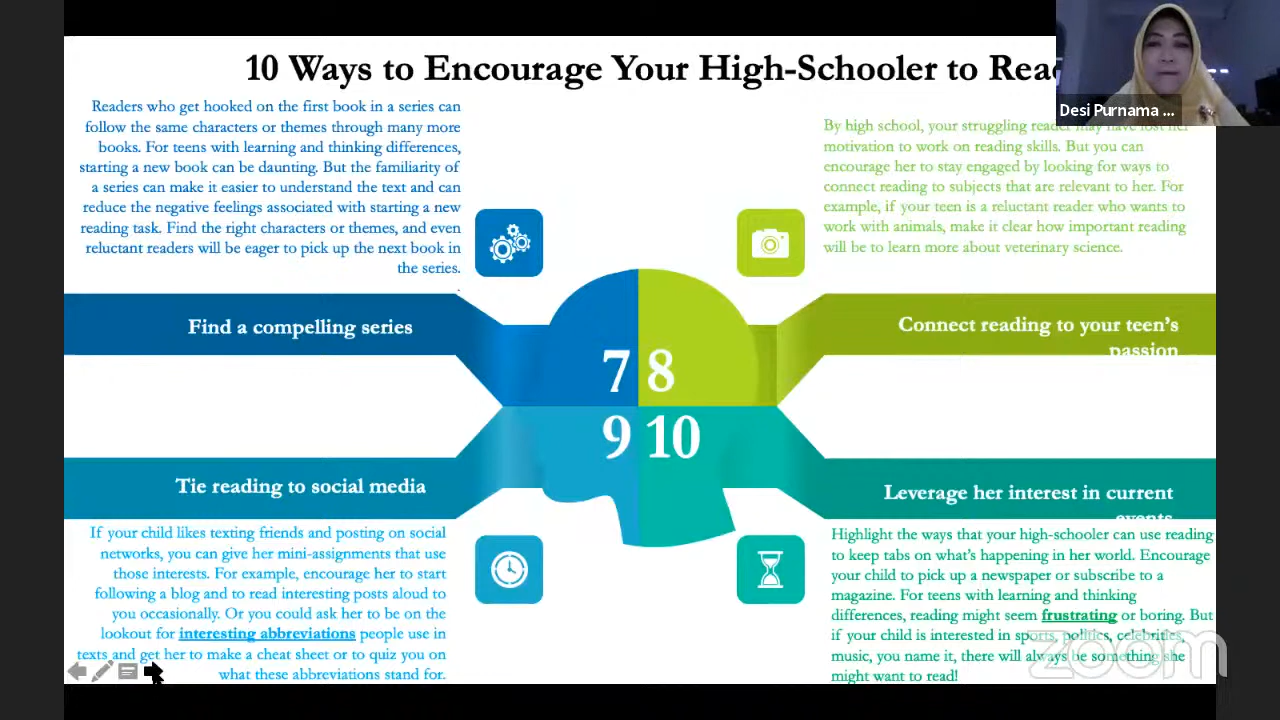 10 Ways to Encourage Your High-Schooler to Read
Desi Purnama ...
Readers who get hooked on the first book in a series can
follow the same characters or themes through many more
books. For teens with learning and thinking differences,
starting a new book can be daunting. But the familiarity of
a series can make it easier to understand the text and can
reduce the negative feelings associated with starting a new
reading task. Find the right characters or themes, and even
reluctant readers will be eager to pick up the next book in
the series.
.
By high school, your struggling reader may have lost her
motivation to work on reading skills. But you can
encourage her to stay engaged by looking for ways to
connect reading to subjects that are relevant to her. For
example, if your teen is a reluctant reader who wants to
work with animals, make it clear how important reading
will be to learn more about veterinary science.
Find a compelling series
Connect reading to your teen's
passion
7 8
9 10
Tie reading to social media
Leverage her interest in current
events
If your child likes texting friends and posting on social
networks, you can give her mini-assignments that use
those interests. For example, encourage her to start
following a blog and to read interesting posts aloud to
you occasionally. Or you could ask her to be on the
lookout for interesting abbreviations people use in
texts and get her to make a cheat sheet or to quiz you on
what these abbreviations stand for.
Highlight the ways that your high-schooler can use reading
to keep tabs on what's happening in her world. Encourage
your child to pick up a newspaper or subscribe to a
magazine. For teens with learning and thinking
differences, reading might seem frustrating or boring. But
if your child is interested in sports, politics, celebrities,
music, you name it, there will always be something she
might want to read!
zoom